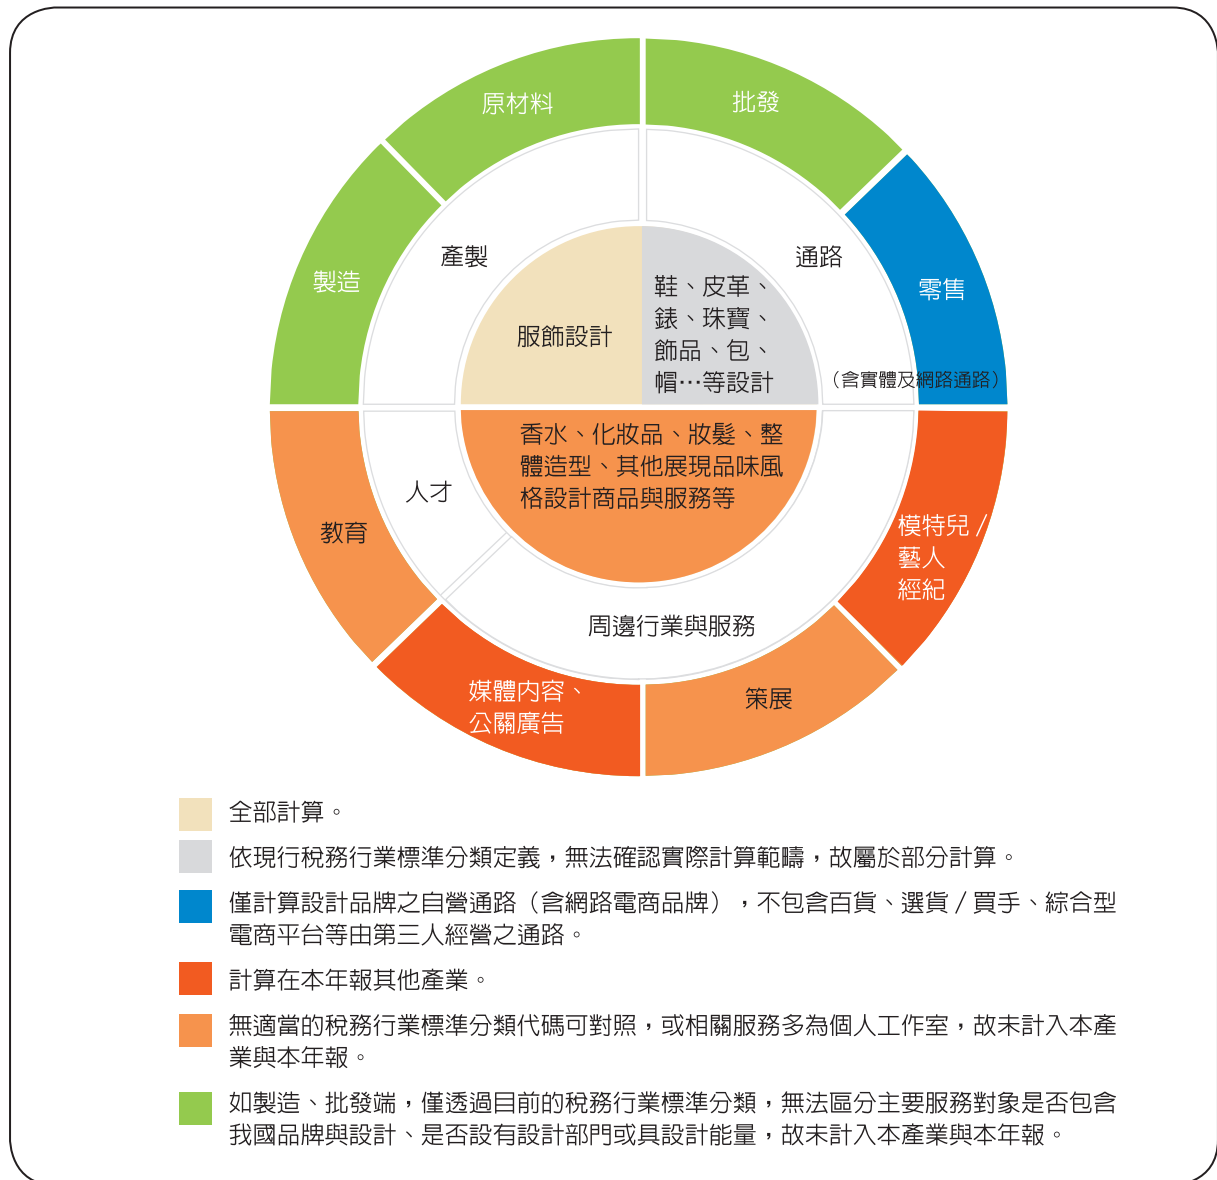 原材料
批發
製造
產製
通路
零售
服飾設計
鞋、皮革、
錶、珠寶、
飾品、包、
帽…等設計
（含實體及網路通路）
香水、化妝品、妝髮、整
體造型、其他展現品味風
格設計商品與服務等
人才
教育
模特兒/
藝人
經紀
周邊行業與服務
媒體內容、
公關廣告
策展
全部計算。
依現行稅務行業標準分類定義，無法確認實際計算範疇，故屬於部分計算。
僅計算設計品牌之自營通路（含網路電商品牌），不包含百貨、選貨/買手、綜合型
電商平台等由第三人經營之通路。
計算在本年報其他產業。
無適當的稅務行業標準分類代碼可對照，或相關服務多為個人工作室，故未計入本產
業與本年報。
如製造、批發端，僅透過目前的稅務行業標準分類，無法區分主要服務對象是否包含
我國品牌與設計、是否設有設計部門或具設計能量，故未計入本產業與本年報。